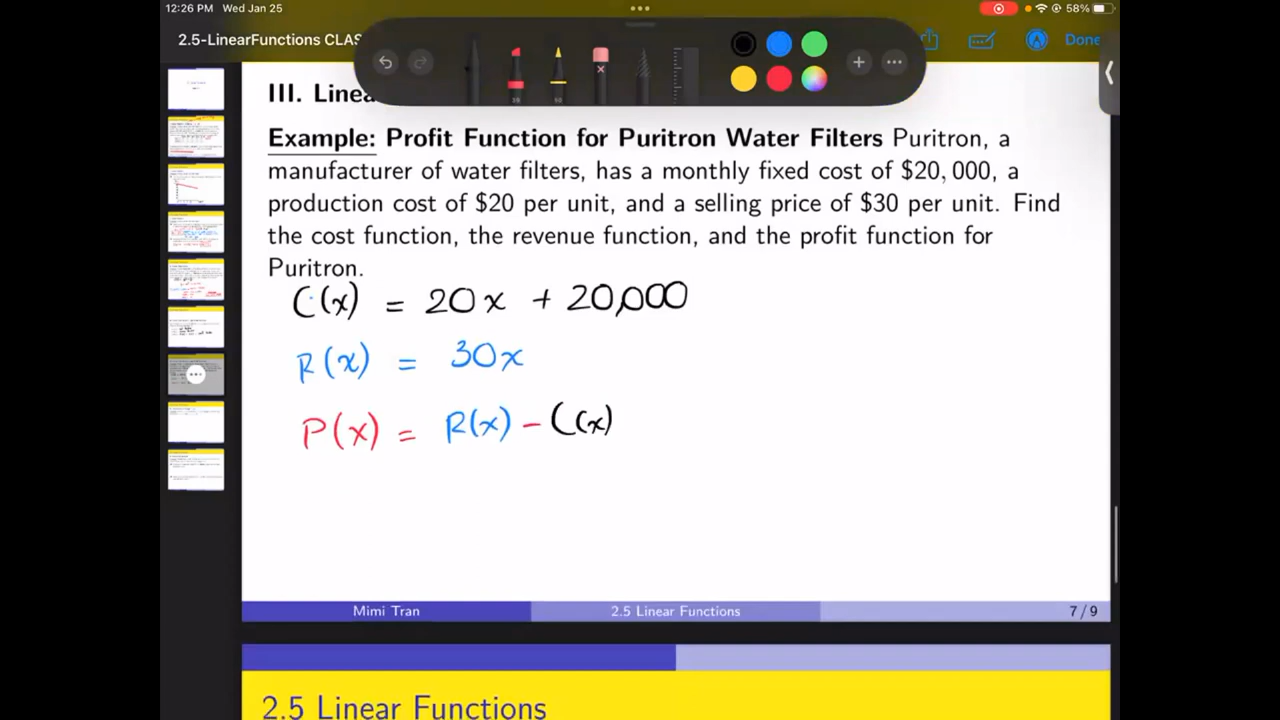 12:26 PM Wed Jan 25
58%
2.5-LinearFunctions CLAS
Done
III. Linea
Example: Profit Function for Puritron Water Filters Puritron, a
manufacturer of water filters, has a monthly fixed cost of $20,000, a
production cost of $20 per unit, and a selling price of $30 per unit. Find
the cost function, the revenue function, and the profit function for
Puritron.
C(x) = 20x + 20,000
R(x) = 30x
P(x) = R(x) - C(x)
Mimi Tran
2.5 Linear Functions
7 / 9
2.5 Linear Functions